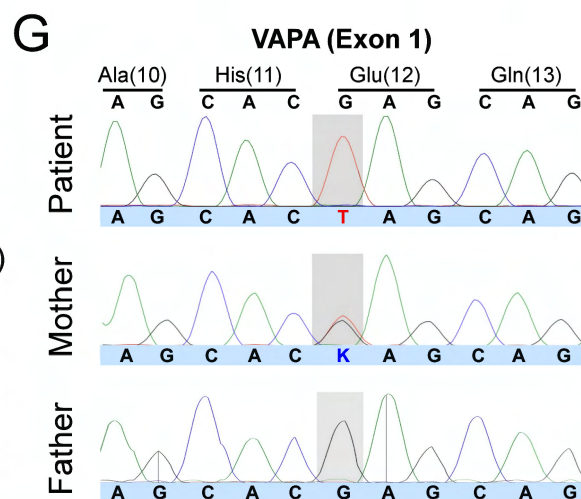 G
VAPA (Exon 1)
Ala(10) His(11) Glu(12) Gln(13)
A G C A C G A G C A G
Patient
A G C A C T A G C A G
)
Mother
A G C A C K A G C A G
Father
A G C A C G A G C A G